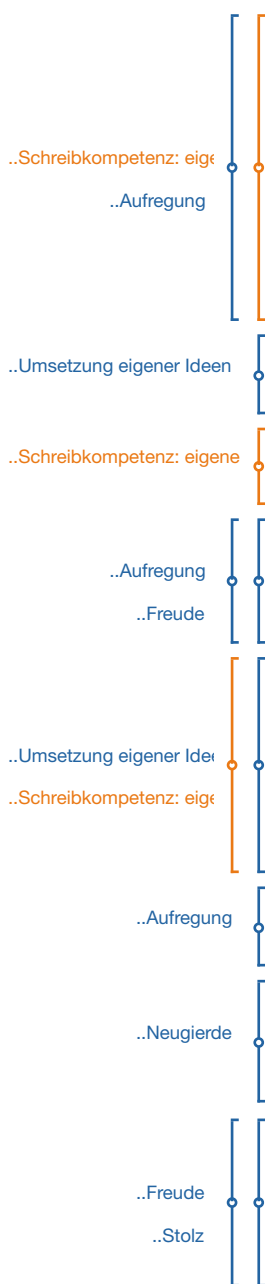 ..Schreibkompetenz: eige
..Aufregung
..Umsetzung eigener Ideen
..Schreibkompetenz: eigene
..Aufregung
..Freude
..Umsetzung eigener Idee
..Schreibkompetenz: eige
..Aufregung
..Neugierde
..Freude
..Stolz